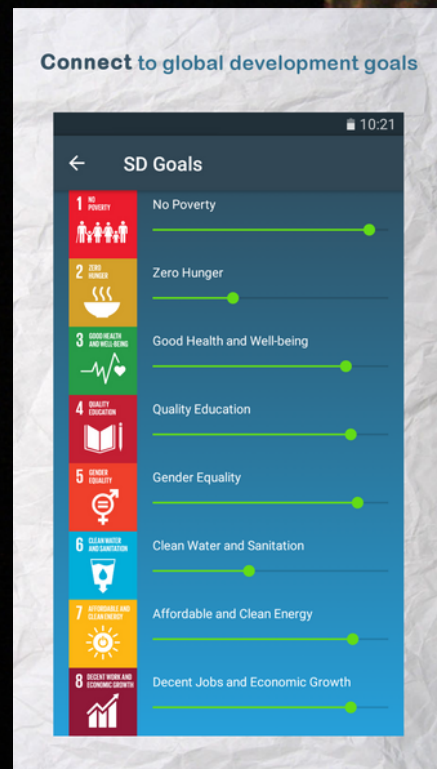 Connect to global development goals
10:21
SD Goals
1 NO
POVERTY
No Poverty
2 ZERO
HUNGER
Zero Hunger
3 GOOD HEALTH
AND WELL-BEING
Good Health and Well-being
4 QUALITY
EDUCATION
Quality Education
5 GENDER
EQUALITY
Gender Equality
6 CLEAN WATER
AND SANITATION
Clean Water and Sanitation
7 AFFORDABLE AND
CLEAN ENERGY
Affordable and Clean Energy
8 DECENT WORK AND
ECONOMIC GROWTH
Decent Jobs and Economic Growth